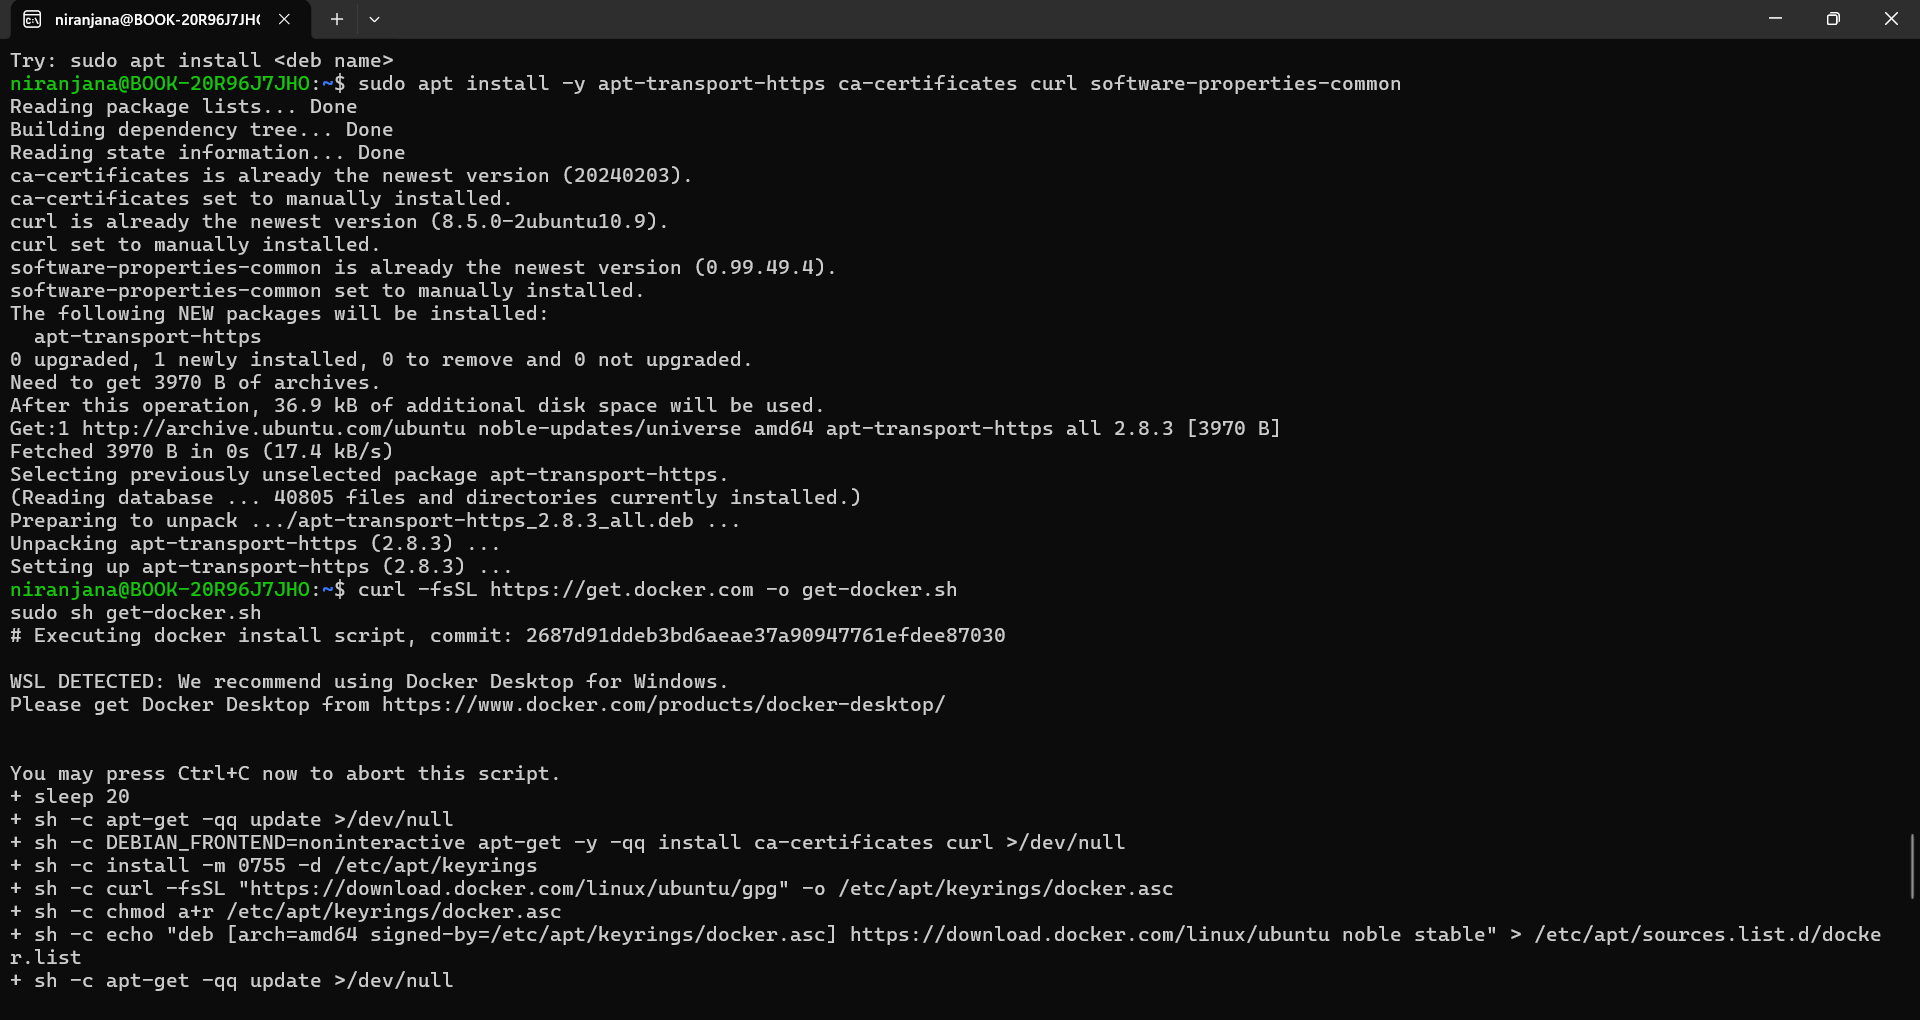 niranjana@BOOK-20R96J7JHO
Try: sudo apt install <deb name>
niranjana@BOOK-20R96J7JHO:~$ sudo apt install -y apt-transport-https ca-certificates curl software-properties-common
Reading package lists... Done
Building dependency tree... Done
Reading state information... Done
ca-certificates is already the newest version (20240203).
ca-certificates set to manually installed.
curl is already the newest version (8.5.0-2ubuntu10.9).
curl set to manually installed.
software-properties-common is already the newest version (0.99.49.4).
software-properties-common set to manually installed.
The following NEW packages will be installed:
  apt-transport-https
0 upgraded, 1 newly installed, 0 to remove and 0 not upgraded.
Need to get 3970 B of archives.
After this operation, 36.9 kB of additional disk space will be used.
Get:1 http://archive.ubuntu.com/ubuntu noble-updates/universe amd64 apt-transport-https all 2.8.3 [3970 B]
Fetched 3970 B in 0s (17.4 kB/s)
Selecting previously unselected package apt-transport-https.
(Reading database ... 40805 files and directories currently installed.)
Preparing to unpack .../apt-transport-https_2.8.3_all.deb ...
Unpacking apt-transport-https (2.8.3) ...
Setting up apt-transport-https (2.8.3) ...
niranjana@BOOK-20R96J7JHO:~$ curl -fsSL https://get.docker.com -o get-docker.sh
sudo sh get-docker.sh
# Executing docker install script, commit: 2687d91ddeb3bd6aeae37a90947761efdee87030
WSL DETECTED: We recommend using Docker Desktop for Windows.
Please get Docker Desktop from https://www.docker.com/products/docker-desktop/
You may press Ctrl+C now to abort this script.
+ sleep 20
+ sh -c apt-get -qq update >/dev/null
+ sh -c DEBIAN_FRONTEND=noninteractive apt-get -y -qq install ca-certificates curl >/dev/null
+ sh -c install -m 0755 -d /etc/apt/keyrings
+ sh -c curl -fsSL "https://download.docker.com/linux/ubuntu/gpg" -o /etc/apt/keyrings/docker.asc
+ sh -c chmod a+r /etc/apt/keyrings/docker.asc
+ sh -c echo "deb [arch=amd64 signed-by=/etc/apt/keyrings/docker.asc] https://download.docker.com/linux/ubuntu noble stable" > /etc/apt/sources.list.d/docke
r.list
+ sh -c apt-get -qq update >/dev/null